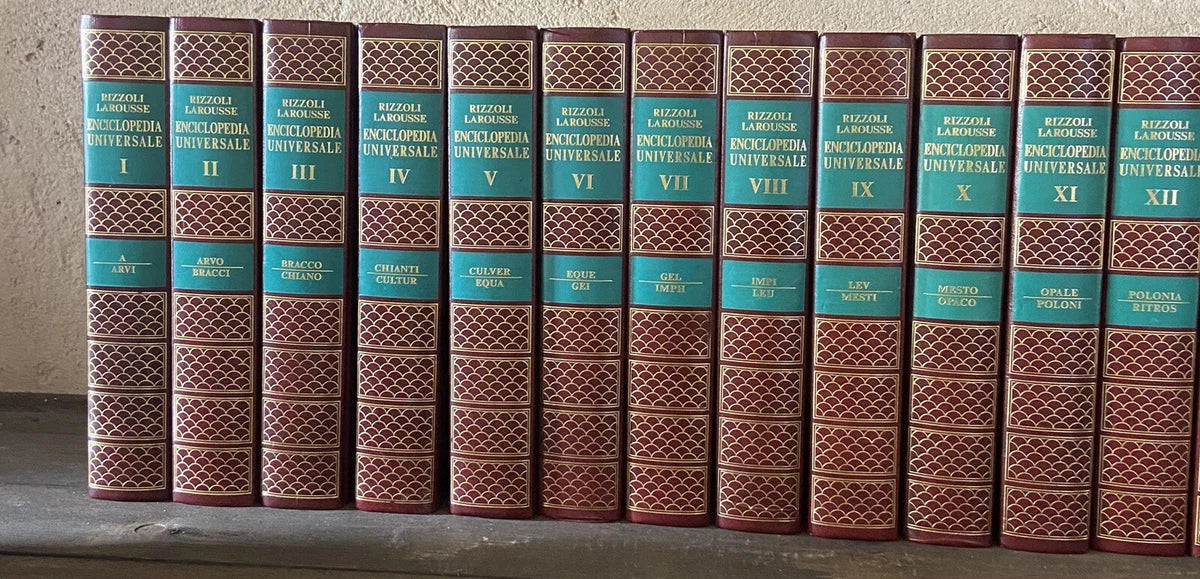 RIZZOLI
LAROUSSE
ENCICLOPEDIA
UNIVERSALE
I
A
ARVI
RIZZOLI
LAROUSSE
ENCICLOPEDIA
UNIVERSALE
II
ARVO
BRACCI
RIZZOLI
LAROUSSE
ENCICLOPEDIA
UNIVERSALE
III
BRACCO
CHIANO
RIZZOLI
LAROUSSE
ENCICLOPEDIA
UNIVERSALE
IV
CHIANTI
CULTUR
RIZZOLI
LAROUSSE
ENCICLOPEDIA
UNIVERSALE
V
CULVER
EQUA
RIZZOLI
LAROUSSE
ENCICLOPEDIA
UNIVERSALE
VI
EQUE
GEI
RIZZOLI
LAROUSSE
ENCICLOPEDIA
UNIVERSALE
VII
GEL
IMPH
RIZZOLI
LAROUSSE
ENCICLOPEDIA
UNIVERSALE
VIII
IMPI
LEU
RIZZOLI
LAROUSSE
ENCICLOPEDIA
UNIVERSALE
IX
LEV
MESTI
RIZZOLI
LAROUSSE
ENCICLOPEDIA
UNIVERSALE
X
MESTO
OPACO
RIZZOLI
LAROUSSE
ENCICLOPEDIA
UNIVERSALE
XI
OPALE
POLONI
RIZZOLI
LAROUSSE
ENCICLOPEDIA
UNIVERSALE
XII
POLONIA
RITROS